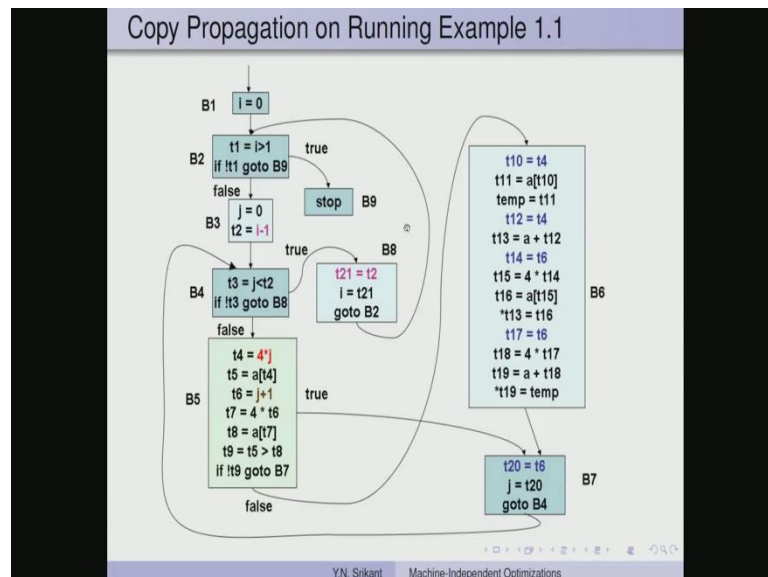 Copy Propagation on Running Example 1.1
B1
i = 0
B2
t1 = i>1
if !t1 goto B9
true
false
stop
B9
B3
j = 0
t2 = i-1
true
B8
B4
t3 = j<t2
if !t3 goto B8
t21 = t2
i = t21
goto B2
false
B5
t4 = 4*j
t5 = a[t4]
t6 = j+1
t7 = 4 * t6
t8 = a[t7]
t9 = t5 > t8
if !t9 goto B7
true
false
t10 = t4
t11 = a[t10]
temp = t11
t12 = t4
t13 = a + t12
t14 = t6
t15 = 4 * t14
t16 = a[t15]
*t13 = t16
t17 = t6
t18 = 4 * t17
t19 = a + t18
*t19 = temp
B6
t20 = t6
j = t20
goto B4
B7
Y.N. Srikant Machine-Independent Optimizations